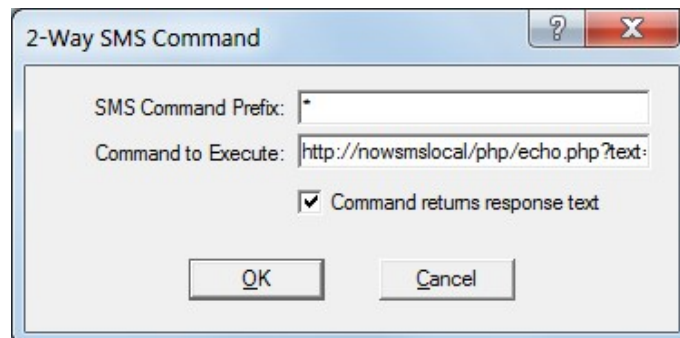 2-Way SMS Command
SMS Command Prefix: *
Command to Execute: http://nowsmslocal/php/echo.php?text=
Command returns response text
OK Cancel